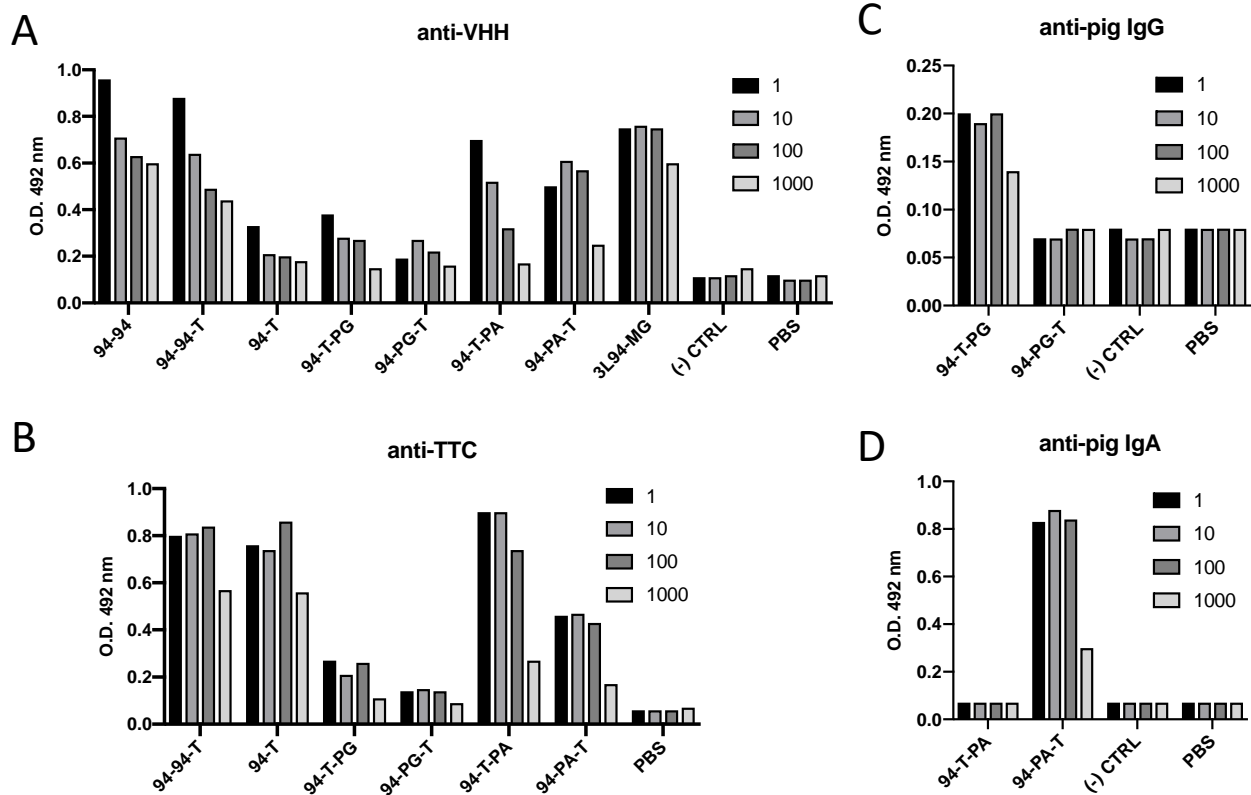 A
anti-VHH
O.D. 492 nm
1.0
0.8
0.6
0.4
0.2
0.0
94-94
94-94-T
94-T
94-T-PG
94-PG-T
94-T-PA
94-PA-T
3L94-MG
(-) CTRL
PBS
1
10
100
1000
C
anti-pig IgG
O.D. 492 nm
0.25
0.20
0.15
0.10
0.05
0.00
94-T-PG
94-PG-T
(-) CTRL
PBS
1
10
100
1000
B
anti-TTC
O.D. 492 nm
1.0
0.8
0.6
0.4
0.2
0.0
94-94-T
94-T
94-T-PG
94-PG-T
94-T-PA
94-PA-T
PBS
1
10
100
1000
D
anti-pig IgA
O.D. 492 nm
1.0
0.8
0.6
0.4
0.2
0.0
94-T-PA
94-PA-T
(-) CTRL
PBS
1
10
100
1000